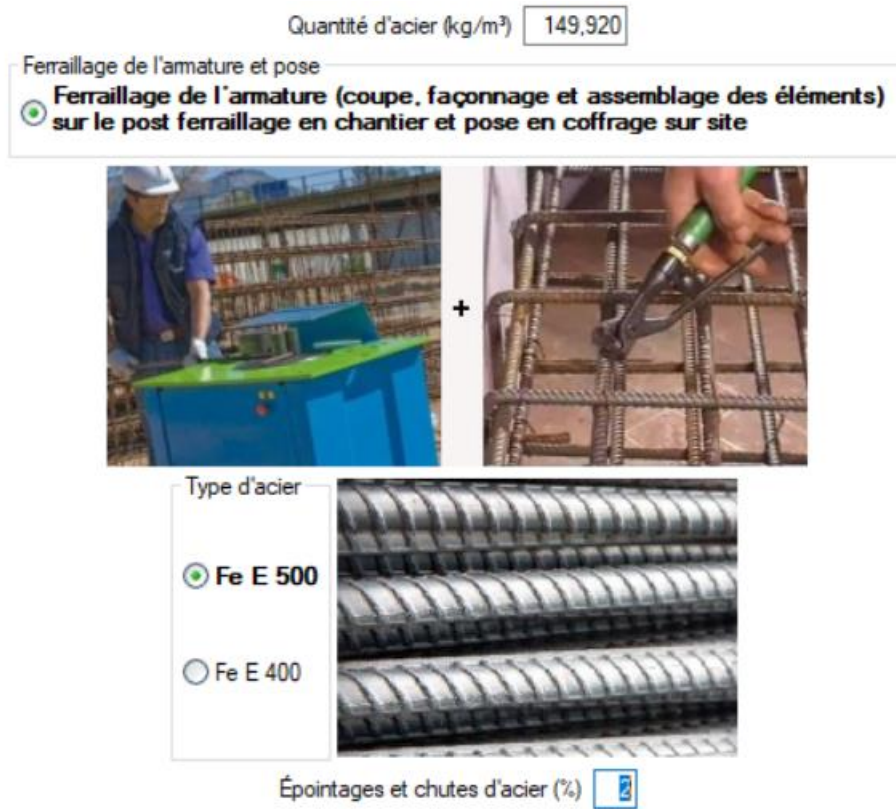 Quantité d'acier (kg/m³) 149,920
Ferraillage de l'armature et pose
Ferraillage de l'armature (coupe, façonnage et assemblage des éléments)
sur le post ferraillage en chantier et pose en coffrage sur site
+
Type d'acier
Fe E 500
Fe E 400
Épointages et chutes d'acier (%) 2